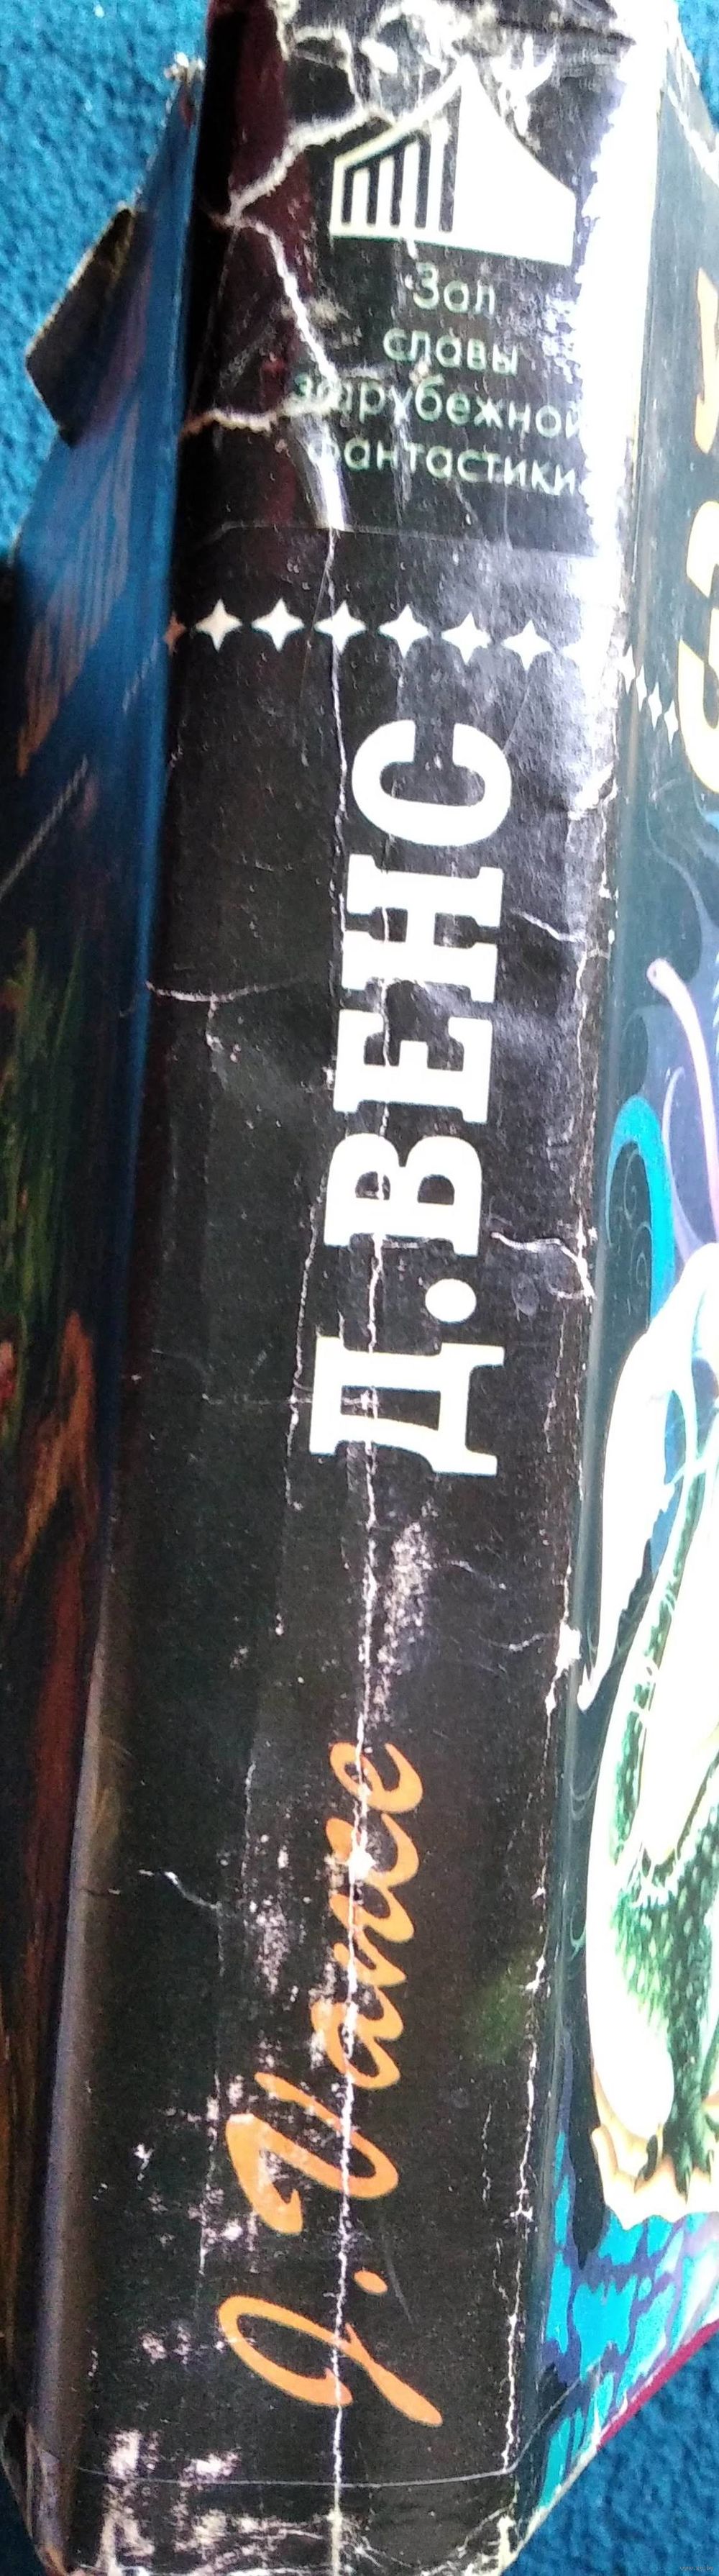 Зал
славы
зарубежной
фантастики
Д.ВЕНС
J. Vance